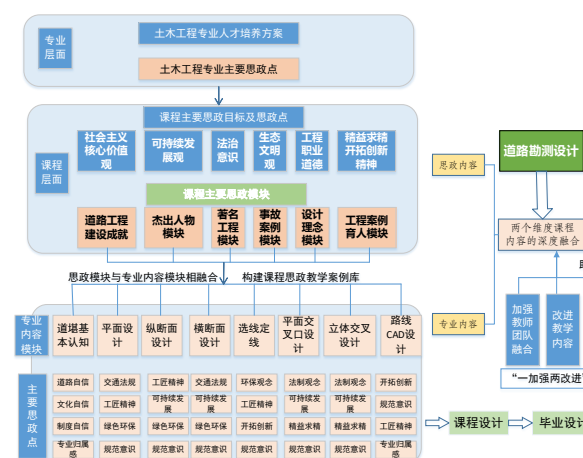 专业
层面
土木工程专业人才培养方案
土木工程专业主要思政点
课程
层面
课程主要思政目标及思政点
社会主义
核心价值
观
可持续发
展观
法治
意识
生态
文明
观
工程
职业
道德
精益求精
开拓创新
精神
课程主要思政模块
道路工程
建设成就
杰出人物
模块
著名
工程
模块
事故
案例
模块
设计
理念
模块
工程案例
育人模块
思政模块与专业内容模块相融合
构建课程思政教学案例库
专业
内容
模块
道堪基
本认知
平面设
计
纵断面
设计
横断面
设计
选线定
线
平面交
叉口设
计
立体交叉
设计
路线
CAD设
计
主
要
思
政
点
道路自信
交通法规
工匠精神
交通法规
环保观念
法制观念
法制观念
开拓创新
文化自信
工匠精神
可持续发
展
可持续发
展
工匠精神
可持续发
展
可持续发
展
规范意识
制度自信
绿色环保
绿色环保
绿色环保
开拓创新
精益求精
精益求精
工匠精神
专业归属
感
规范意识
规范意识
规范意识
规范意识
规范意识
规范意识
专业归属
感
思政内容
专业内容
道路勘测设计
两个维度课程
内容的深度融合
加强
教师
团队
融合
改进
教学
内容
“一加强两改进”
课程设计
毕业设计